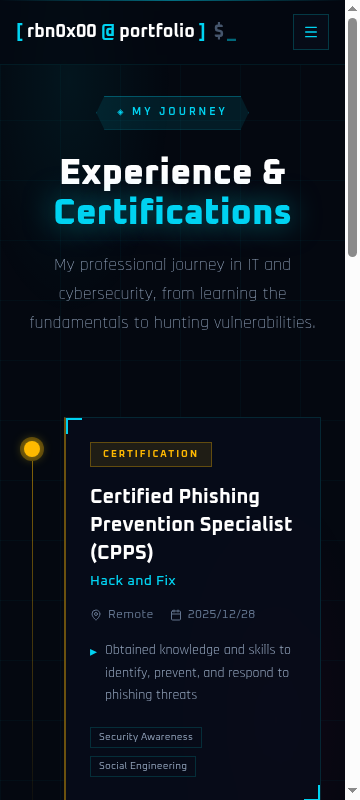 [ rbn0x00 @ portfolio ] $_
◈ MY JOURNEY
Experience &
Certifications
My professional journey in IT and
cybersecurity, from learning the
fundamentals to hunting vulnerabilities.
CERTIFICATION
Certified Phishing
Prevention Specialist
(CPPS)
Hack and Fix
Remote 2025/12/28
▸ Obtained knowledge and skills to
identify, prevent, and respond to
phishing threats
Security Awareness
Social Engineering